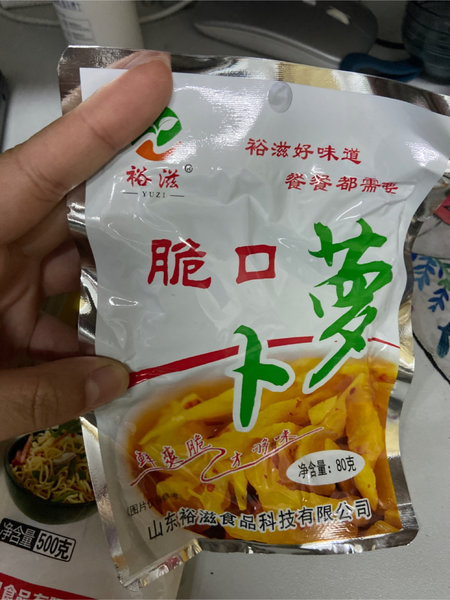 裕滋®
YUZI
裕滋好味道
餐餐都需要
脆口萝卜
鲜爽脆才够味
净含量：80克
山东裕滋食品科技有限公司
净含量
500克